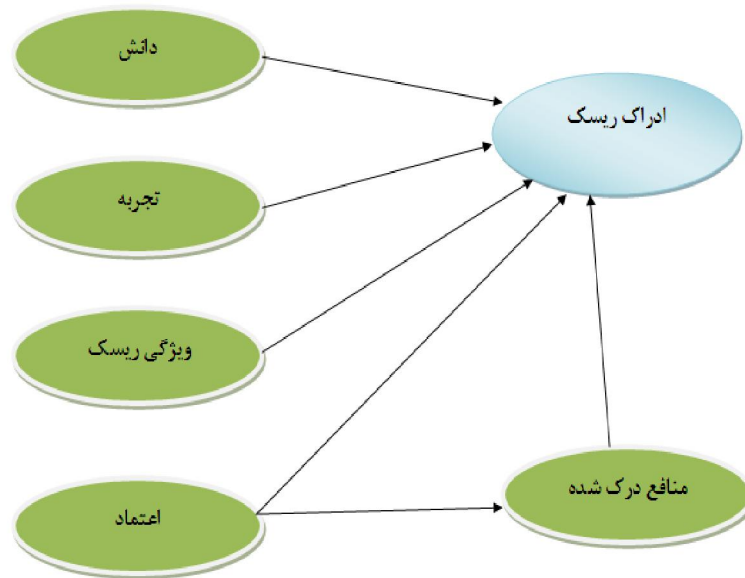 دانش
ادراک ریسک
تجربه
ویژگی ریسک
منافع درک شده
اعتماد